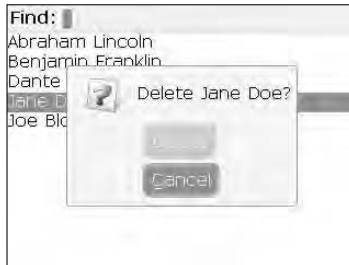 Find:
Abraham Lincoln
Benjamin Franklin
Dante
Jane D
Joe Blo
Delete Jane Doe?
Cancel